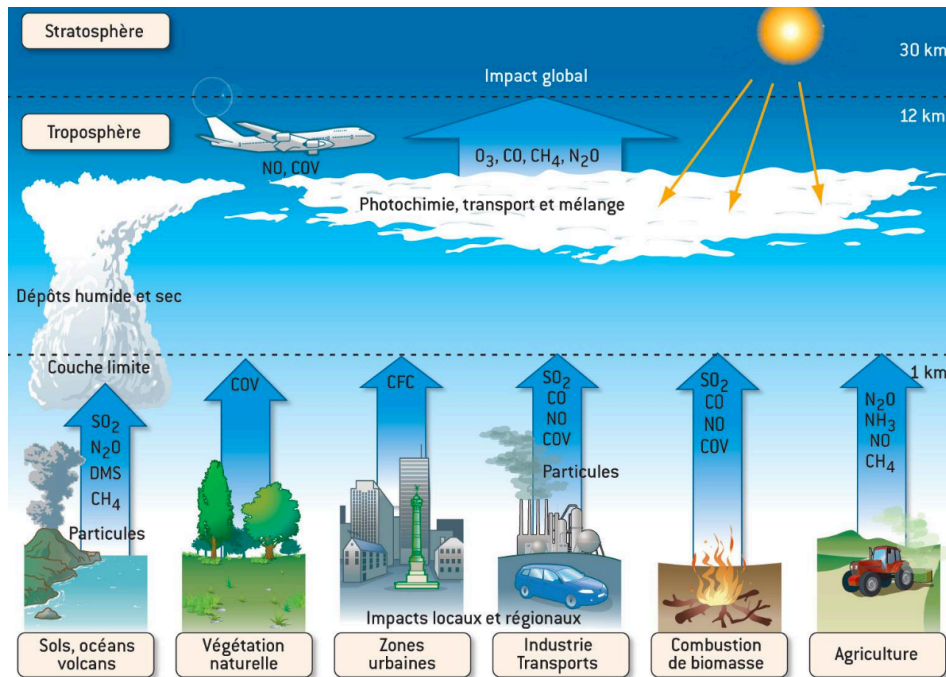 Stratosphère
30 km
Impact global
12 km
Troposphère
NO, COV
O₃, CO, CH₄, N₂O
Photochimie, transport et mélange
Dépôts humide et sec
Couche limite
1 km
SO₂
N₂O
DMS
CH₄
Particules
COV
CFC
SO₂
CO
NO
COV
Particules
SO₂
CO
NO
COV
N₂O
NH₃
NO
CH₄
Impacts locaux et régionaux
Sols, océans
volcans
Végétation
naturelle
Zones
urbaines
Industrie
Transports
Combustion
de biomasse
Agriculture